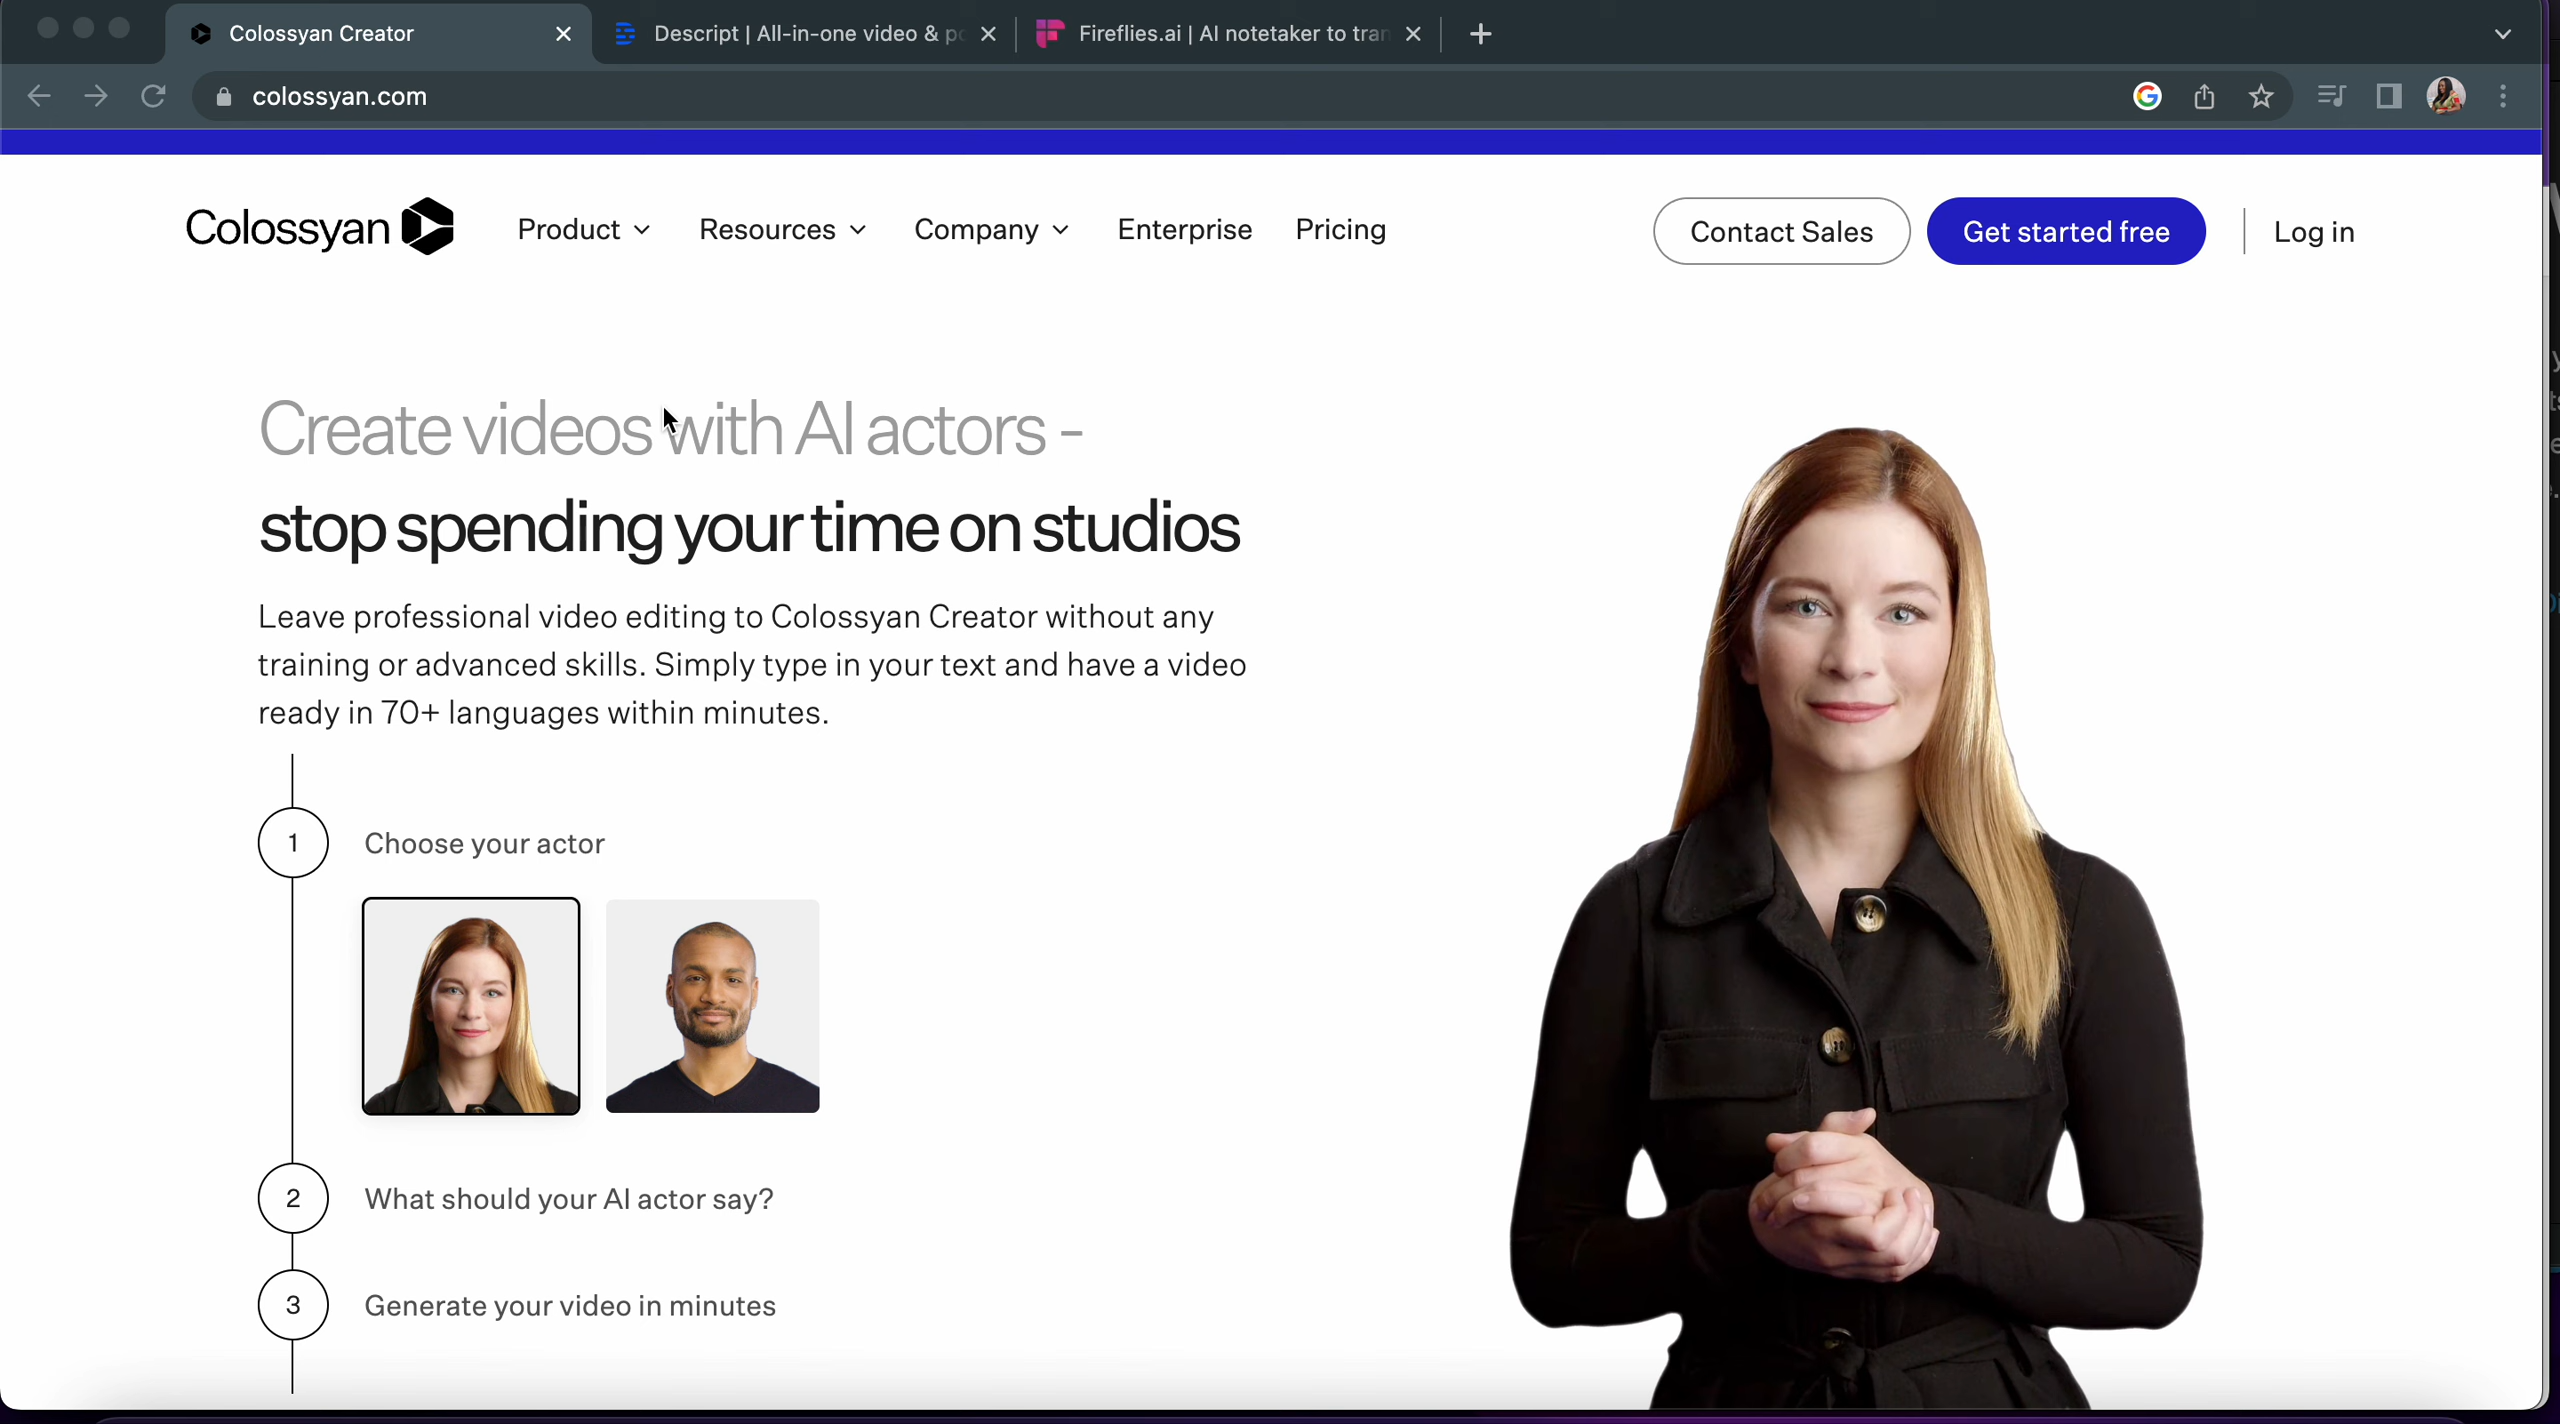 Colossyan Creator
Descript | All-in-one video & po
Fireflies.ai | AI notetaker to tran
colossyan.com
Colossyan
Product
Resources
Company
Enterprise
Pricing
Contact Sales
Get started free
Log in
Create videos with AI actors -
stop spending your time on studios
Leave professional video editing to Colossyan Creator without any
training or advanced skills. Simply type in your text and have a video
ready in 70+ languages within minutes.
1
Choose your actor
2
What should your AI actor say?
3
Generate your video in minutes